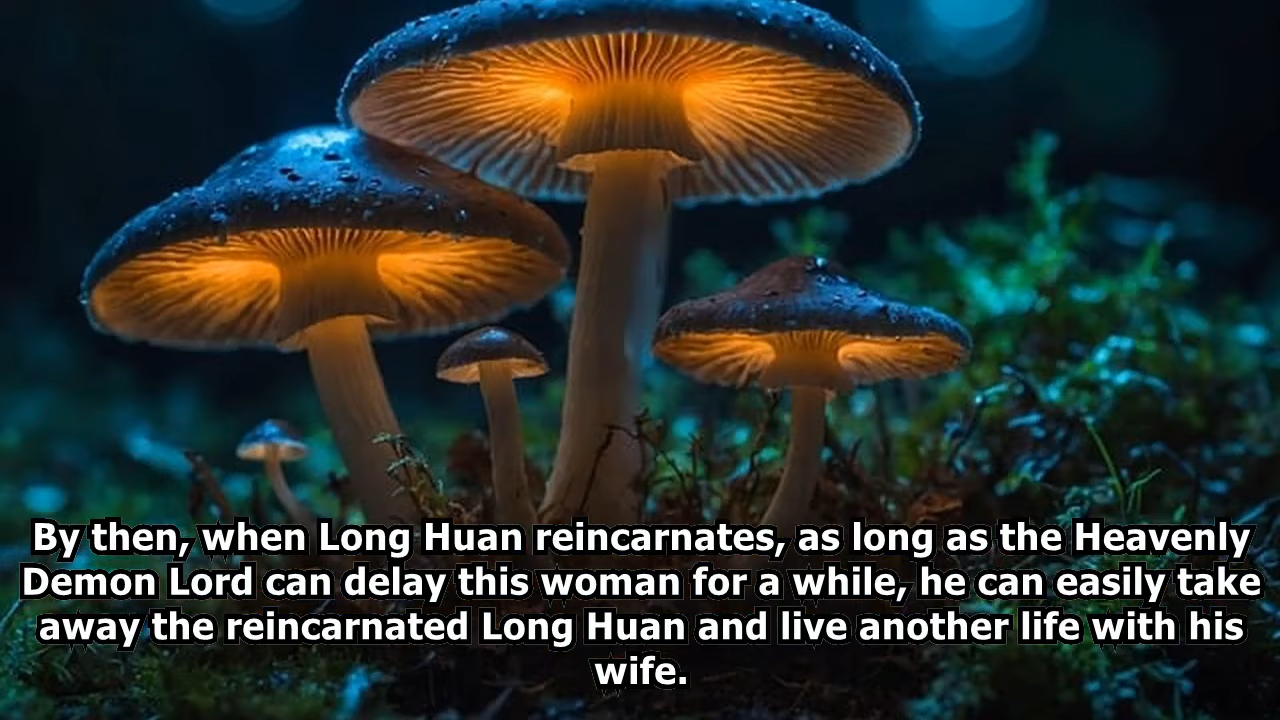 By then, when Long Huan reincarnates, as long as the Heavenly
Demon Lord can delay this woman for a while, he can easily take
away the reincarnated Long Huan and live another life with his
wife.